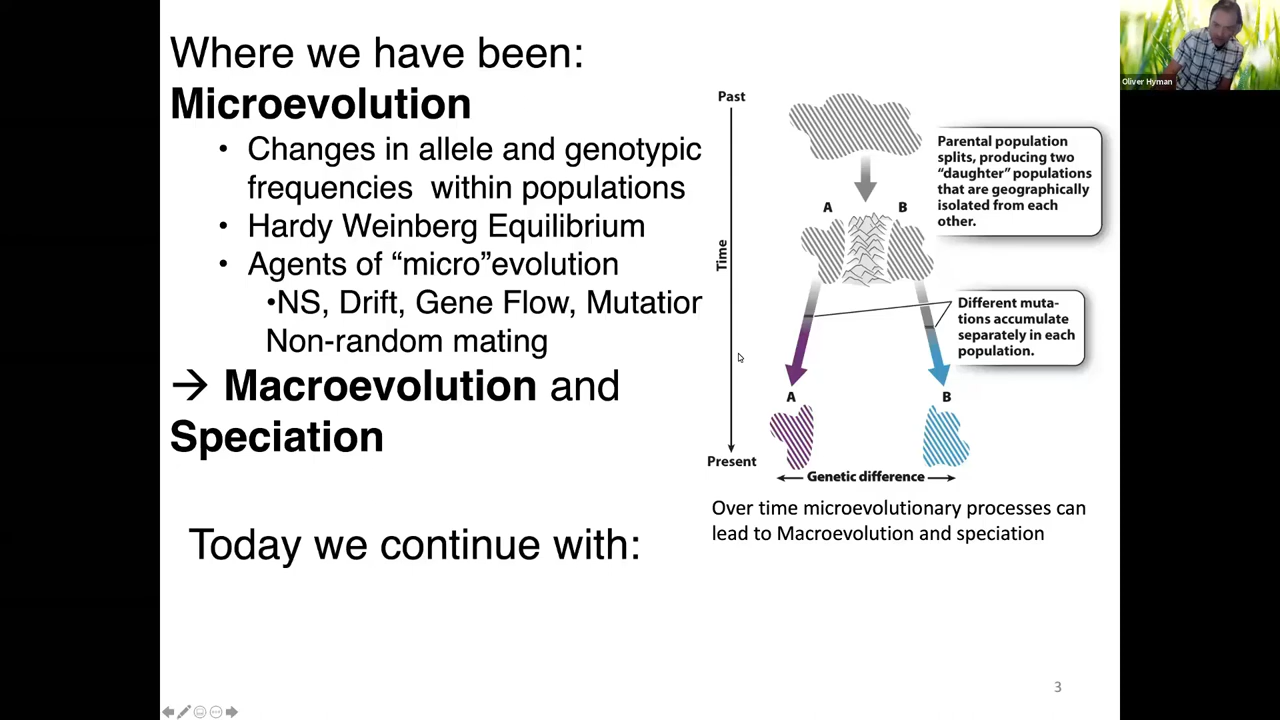 Where we have been:
Microevolution
• Changes in allele and genotypic
frequencies within populations
• Hardy Weinberg Equilibrium
• Agents of “micro”evolution
•NS, Drift, Gene Flow, Mutation
Non-random mating
→ Macroevolution and
Speciation
Today we continue with:
Past
Time
Present
Parental population
splits, producing two
“daughter” populations
that are geographically
isolated from each
other.
A B
Different muta-
tions accumulate
separately in each
population.
A B
Genetic difference
Over time microevolutionary processes can
lead to Macroevolution and speciation
3
Oliver Hyman